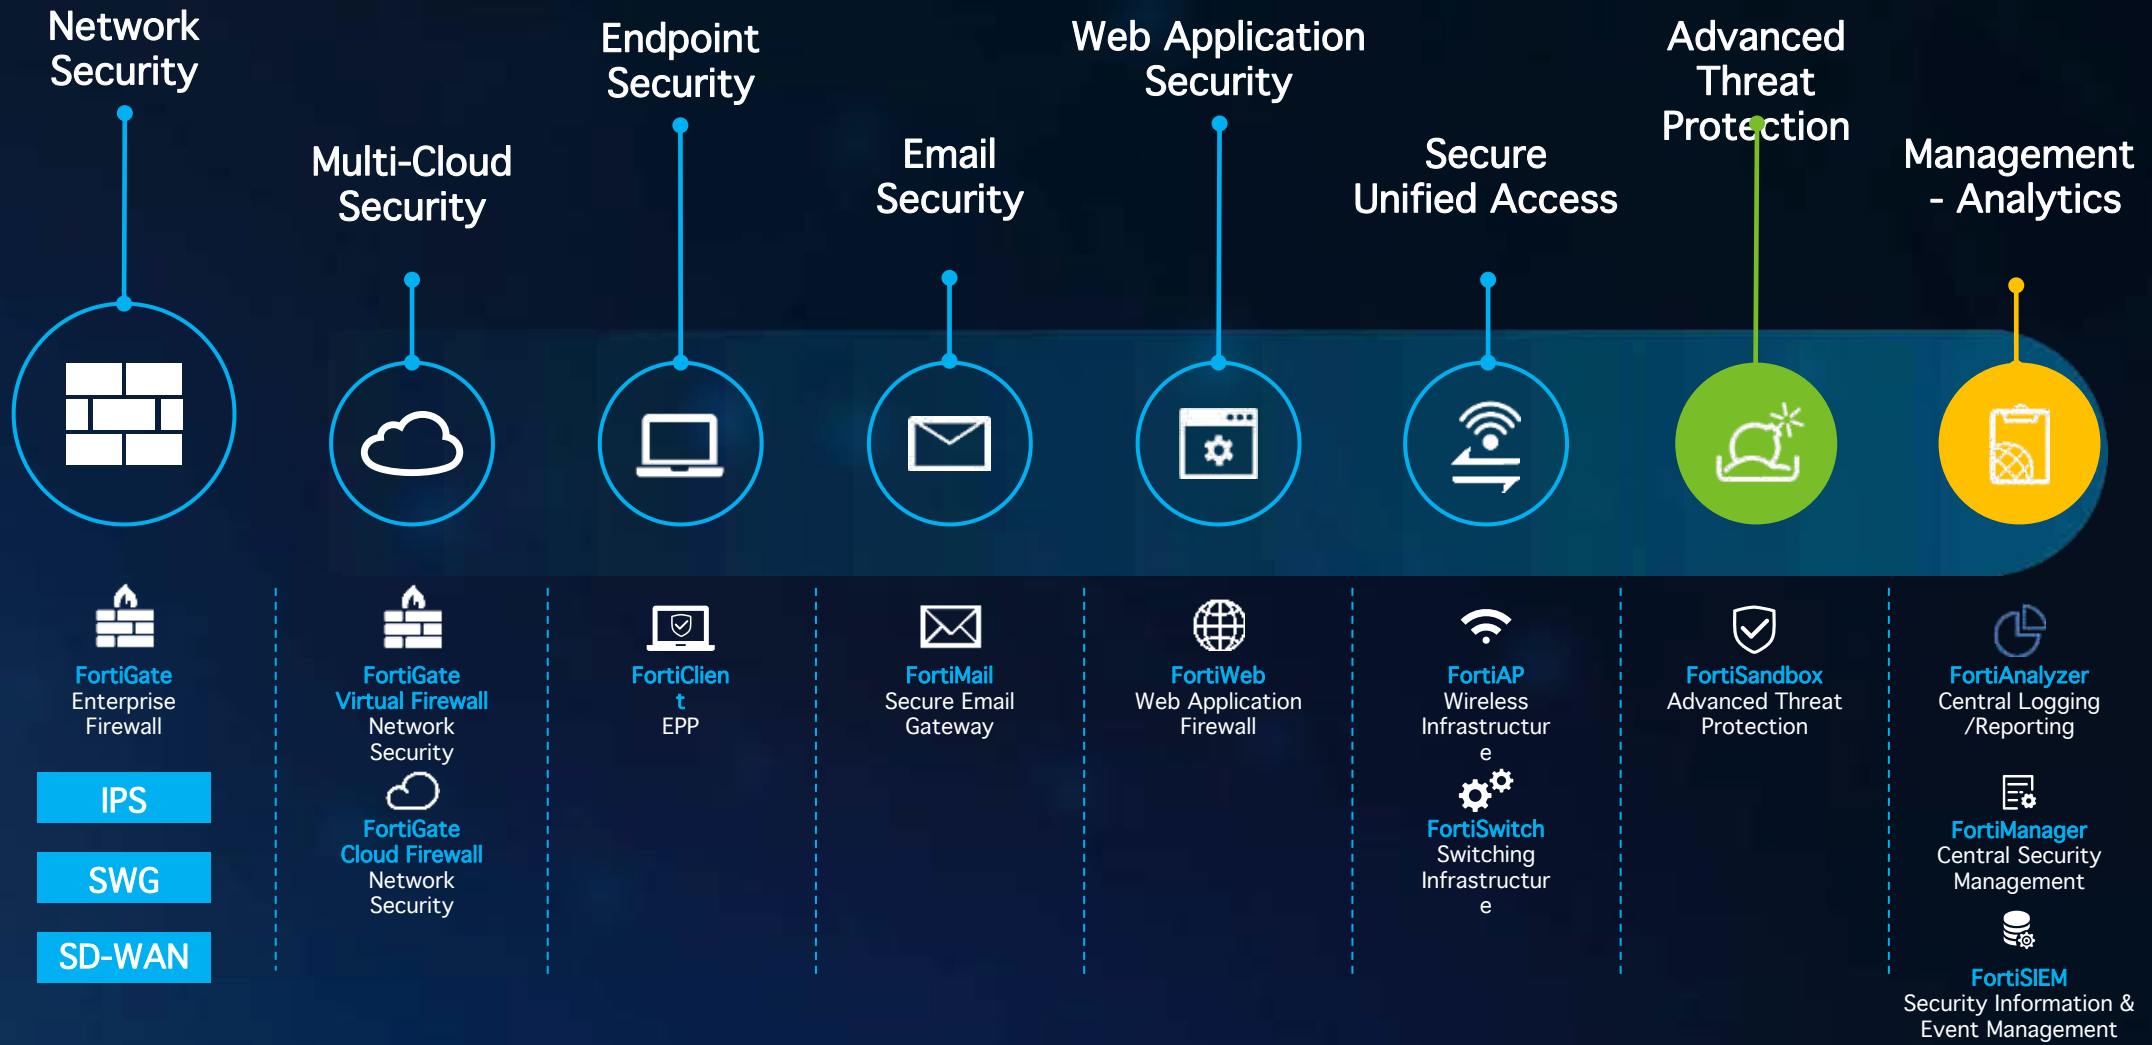 Network
Security
Multi-Cloud
Security
Endpoint
Security
Email
Security
Web Application
Security
Secure
Unified Access
Advanced
Threat
Protection
Management
- Analytics
FortiGate
Enterprise
Firewall
IPS
SWG
SD-WAN
FortiGate
Virtual Firewall
Network
Security
FortiGate
Cloud Firewall
Network
Security
FortiClien
t
EPP
FortiMail
Secure Email
Gateway
FortiWeb
Web Application
Firewall
FortiAP
Wireless
Infrastructur
e
FortiSwitch
Switching
Infrastructur
e
FortiSandbox
Advanced Threat
Protection
FortiAnalyzer
Central Logging
/Reporting
FortiManager
Central Security
Management
FortiSIEM
Security Information &
Event Management